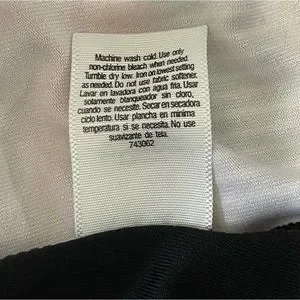 Machine wash cold. Use only
non-chlorine bleach when needed.
Tumble dry low. Iron on lowest setting
as needed. Do not use fabric softener.
Lavar en lavadora con agua fria. Usar
solamente blanqueador sin cloro,
cuando se necesite. Socar en secadora
ciclo lento. Usar plancha en minima
temperatura si se necesita. No use
suavizante de tela.
743062